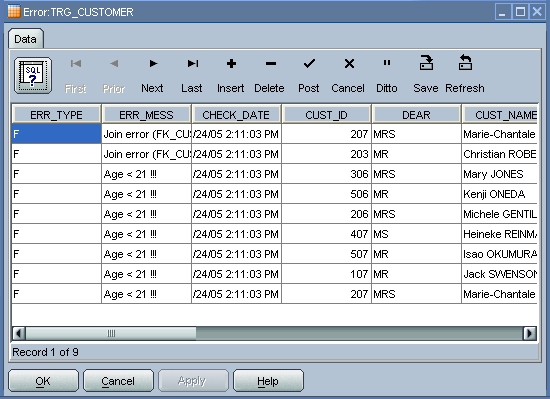 Error:TRG_CUSTOMER
Data
SQL ? First Prior Next Last Insert Delete Post Cancel Ditto Save Refresh
ERR_TYPE ERR_MESS CHECK_DATE CUST_ID DEAR CUST_NAME
F Join error (FK_CUS /24/05 2:11:03 PM 207 MRS Marie-Chantale
F Join error (FK_CUS /24/05 2:11:03 PM 203 MR Christian ROBE
F Age < 21 !!! /24/05 2:11:03 PM 306 MRS Mary JONES
F Age < 21 !!! /24/05 2:11:03 PM 506 MR Kenji ONEDA
F Age < 21 !!! /24/05 2:11:03 PM 206 MRS Michele GENTIL
F Age < 21 !!! /24/05 2:11:03 PM 407 MS Heineke REINM
F Age < 21 !!! /24/05 2:11:03 PM 507 MR Isao OKUMURA
F Age < 21 !!! /24/05 2:11:03 PM 107 MR Jack SWENSON
F Age < 21 !!! /24/05 2:11:03 PM 207 MRS Marie-Chantale
Record 1 of 9
OK Cancel Apply Help